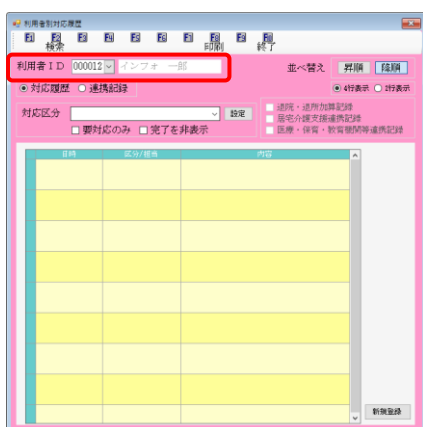 利用者別対応履歴
F1 F2 F3 F4 F5 F6 F7 F8 F9 F10
検索 印刷 終了
利用者ID 000012 インフォ 一郎 並べ替え 昇順 降順
対応履歴 連携記録 4行表示 2行表示
対応区分 設定 退院・退所加算記録
居宅介護支援連携記録
要対応のみ 完了を非表示 医療・保育・教育機関等連携記録
日時 区分/担当 内容
新規登録